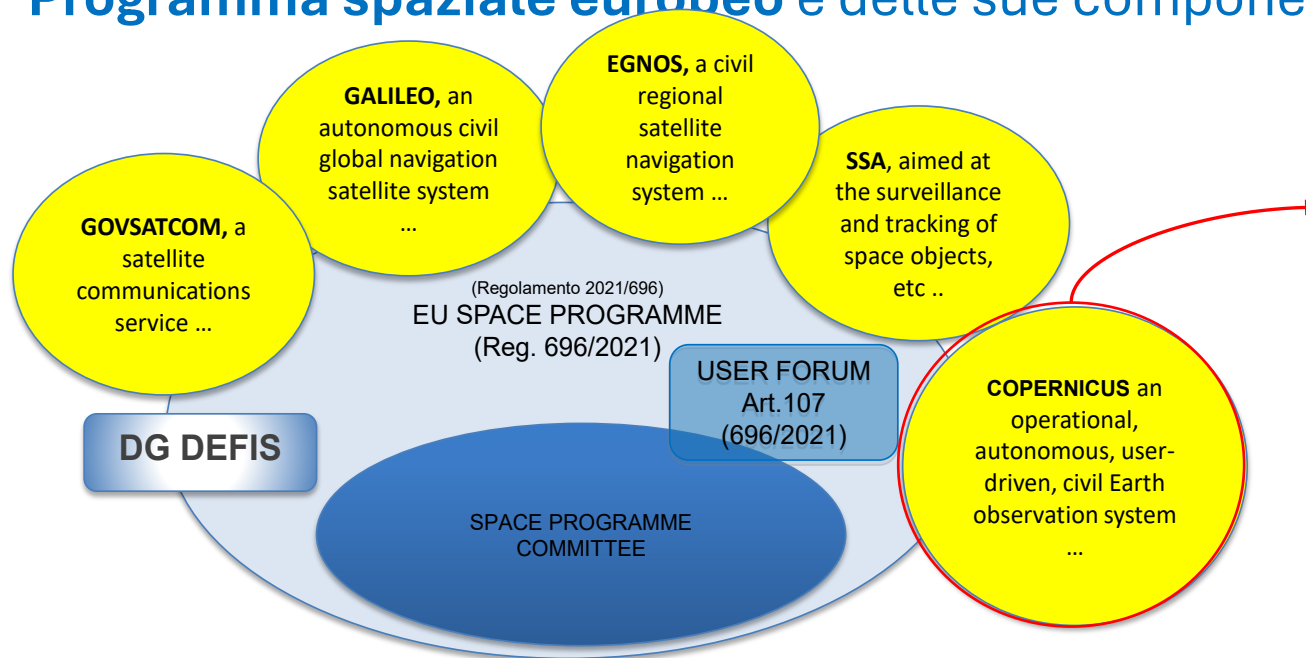 Programma spaziale europeo e delle sue compone
EGNOS, a civil
regional
satellite
navigation
system ...
GALILEO, an
autonomous civil
global navigation
satellite system
...
SSA, aimed at
the surveillance
and tracking of
space objects,
etc ..
GOVSATCOM, a
satellite
communications
service ...
(Regolamento 2021/696)
EU SPACE PROGRAMME
(Reg. 696/2021)
USER FORUM
Art.107
(696/2021)
COPERNICUS an
operational,
autonomous, user-
driven, civil Earth
observation system
...
DG DEFIS
SPACE PROGRAMME
COMMITTEE